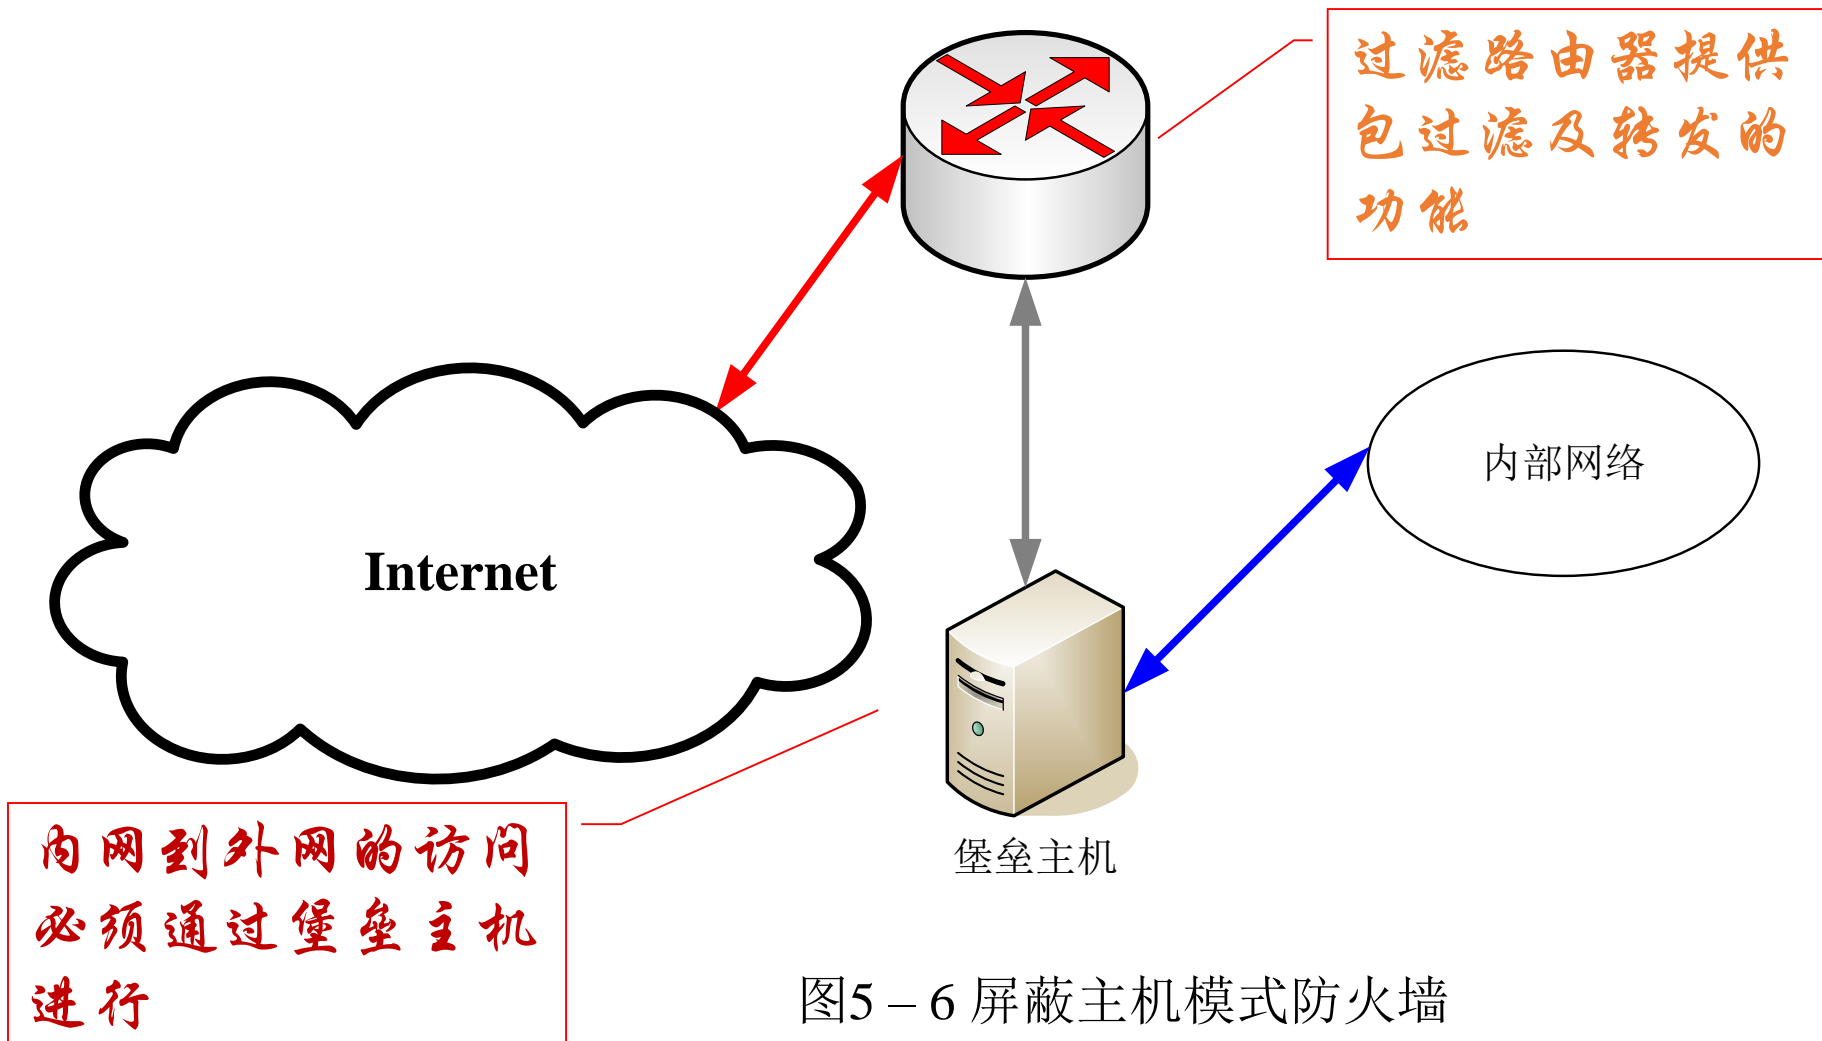 过滤路由器提供
包过滤及转发的
功能
内部网络
Internet
堡垒主机
内网到外网的访问
必须通过堡垒主机
进行
图5 – 6 屏蔽主机模式防火墙